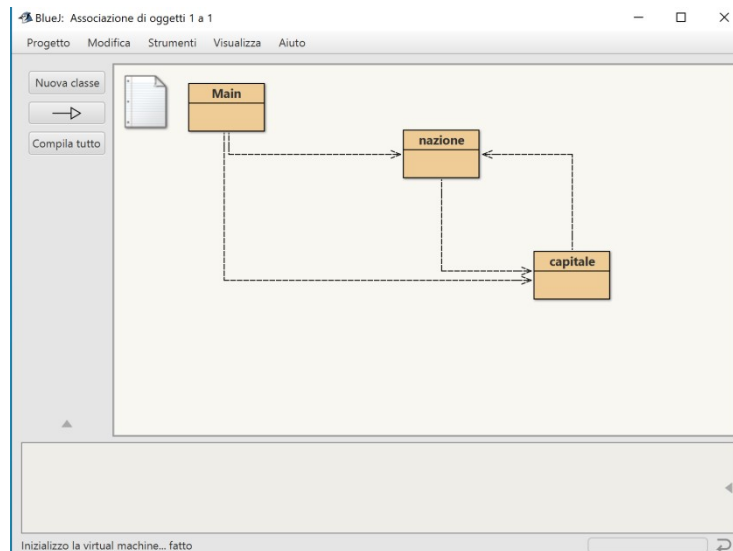 BlueJ: Associazione di oggetti 1 a 1
Progetto Modifica Strumenti Visualizza Aiuto
Nuova classe
Compila tutto
Main
nazione
capitale
Inizializzo la virtual machine... fatto